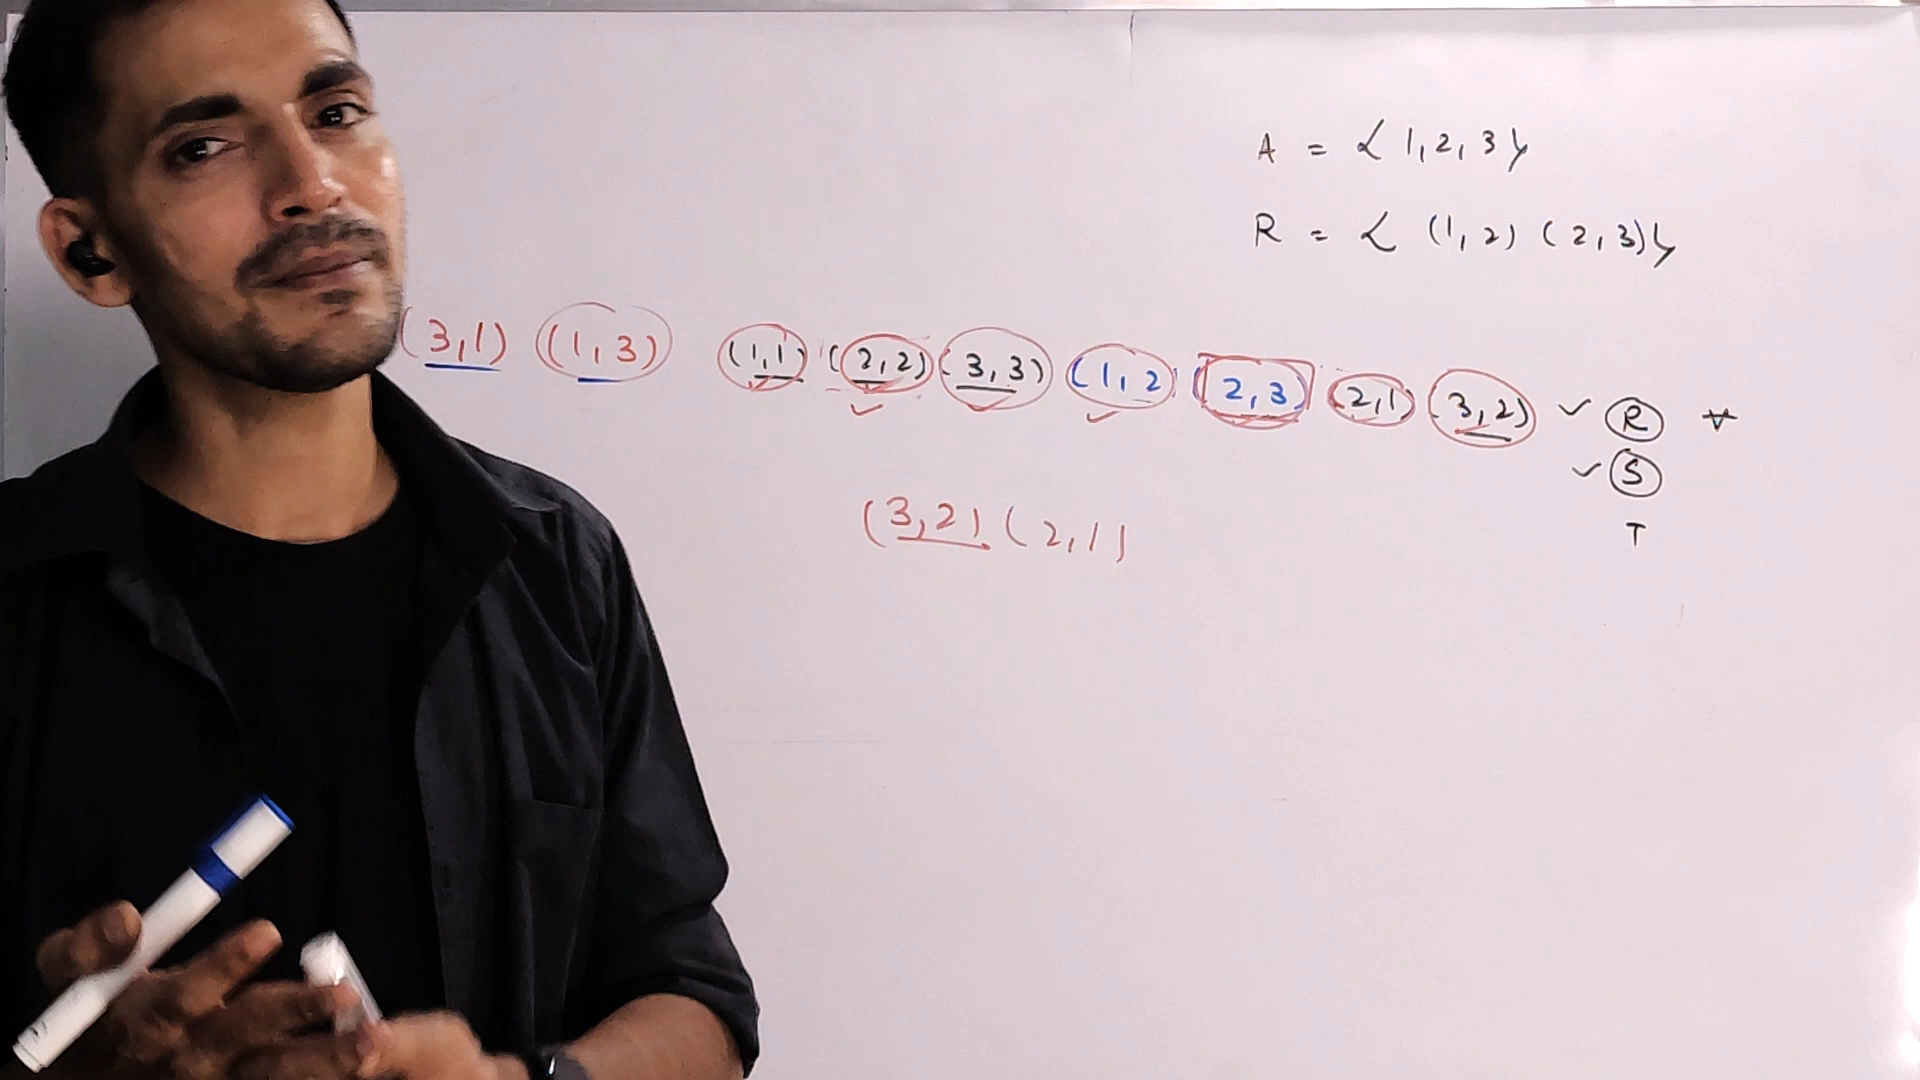 A = { 1, 2, 3 }
R = { (1, 2) (2, 3) }
(3,1) (1,3) (1,1) (2,2) (3,3) (1,2) (2,3) (2,1) (3,2) ✓ R ∀
✓ S
T
(3,2) (2,1)